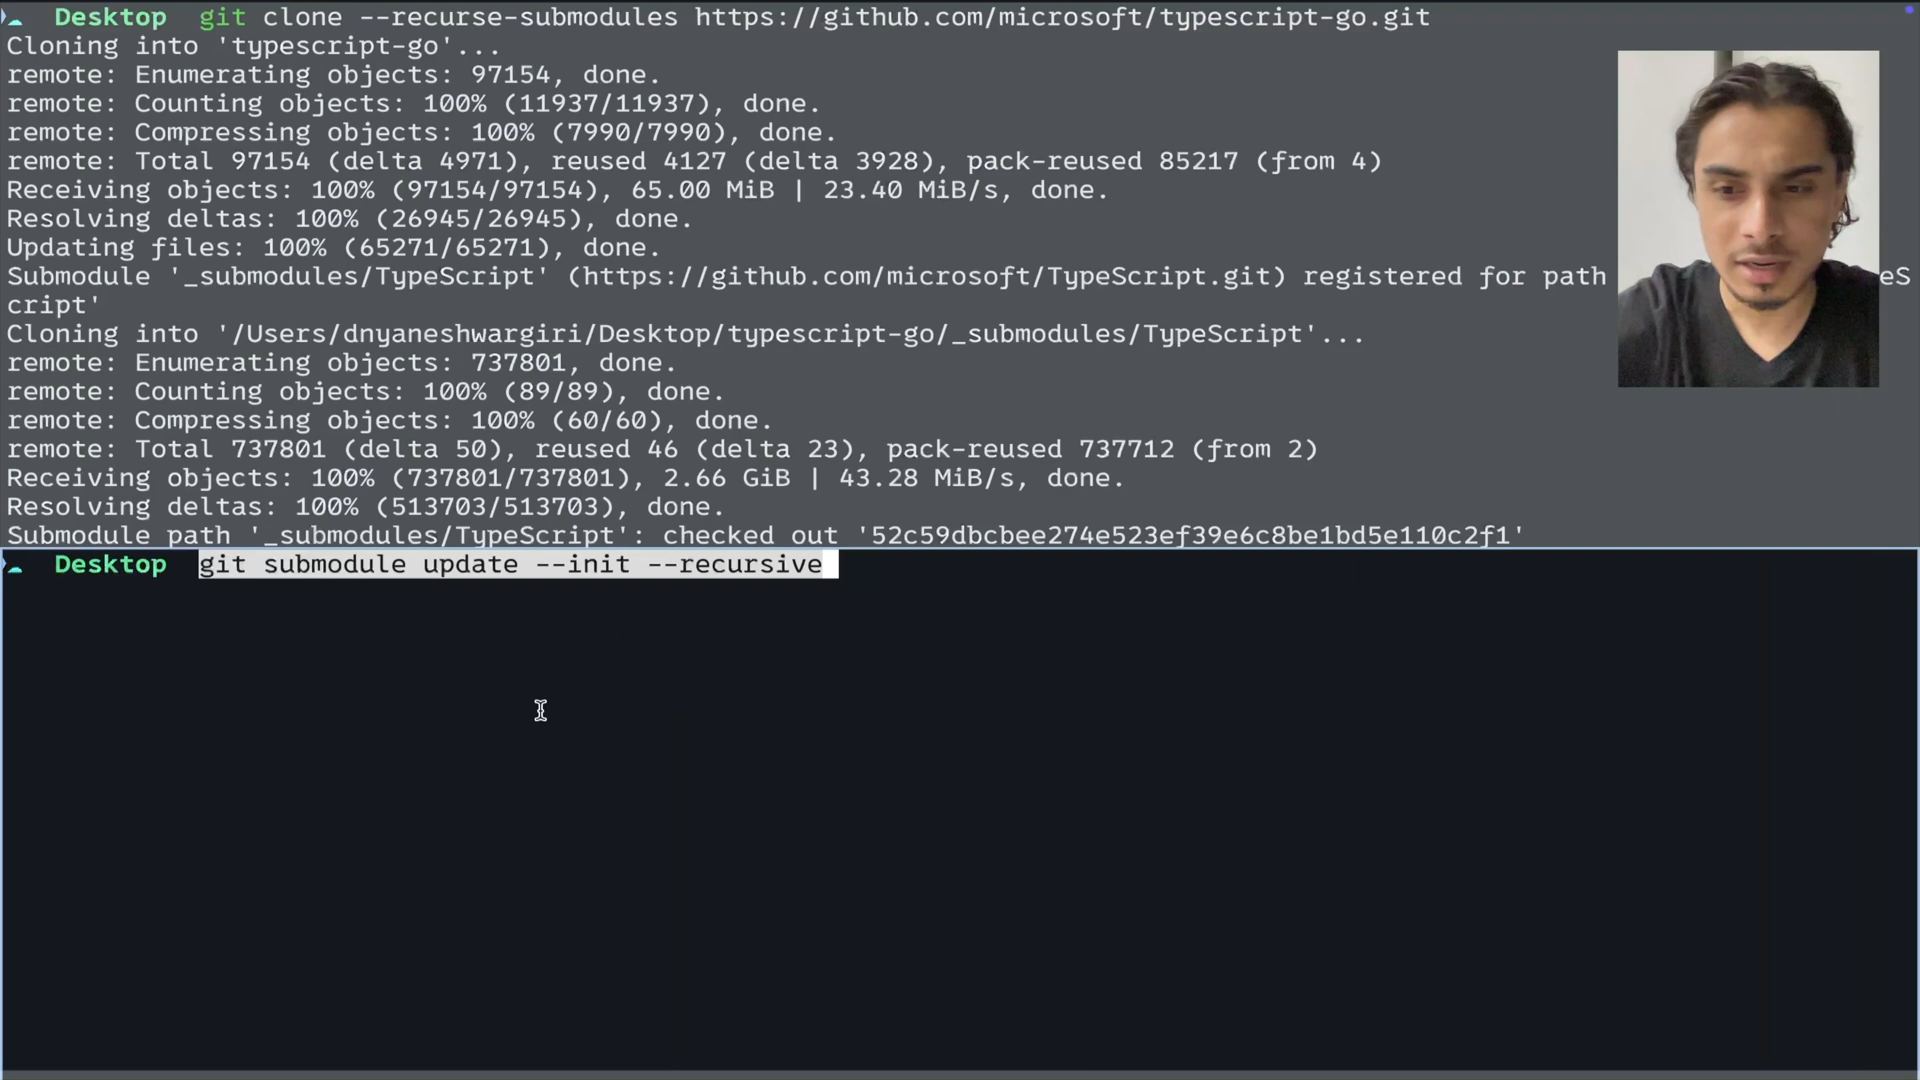 Desktop git clone --recurse-submodules https://github.com/microsoft/typescript-go.git
Cloning into 'typescript-go'...
remote: Enumerating objects: 97154, done.
remote: Counting objects: 100% (11937/11937), done.
remote: Compressing objects: 100% (7990/7990), done.
remote: Total 97154 (delta 4971), reused 4127 (delta 3928), pack-reused 85217 (from 4)
Receiving objects: 100% (97154/97154), 65.00 MiB | 23.40 MiB/s, done.
Resolving deltas: 100% (26945/26945), done.
Updating files: 100% (65271/65271), done.
Submodule '_submodules/TypeScript' (https://github.com/microsoft/TypeScript.git) registered for path eS
cript'
Cloning into '/Users/dnyaneshwargiri/Desktop/typescript-go/_submodules/TypeScript'...
remote: Enumerating objects: 737801, done.
remote: Counting objects: 100% (89/89), done.
remote: Compressing objects: 100% (60/60), done.
remote: Total 737801 (delta 50), reused 46 (delta 23), pack-reused 737712 (from 2)
Receiving objects: 100% (737801/737801), 2.66 GiB | 43.28 MiB/s, done.
Resolving deltas: 100% (513703/513703), done.
Submodule path '_submodules/TypeScript': checked out '52c59dbcbee274e523ef39e6c8be1bd5e110c2f1'
Desktop git submodule update --init --recursive